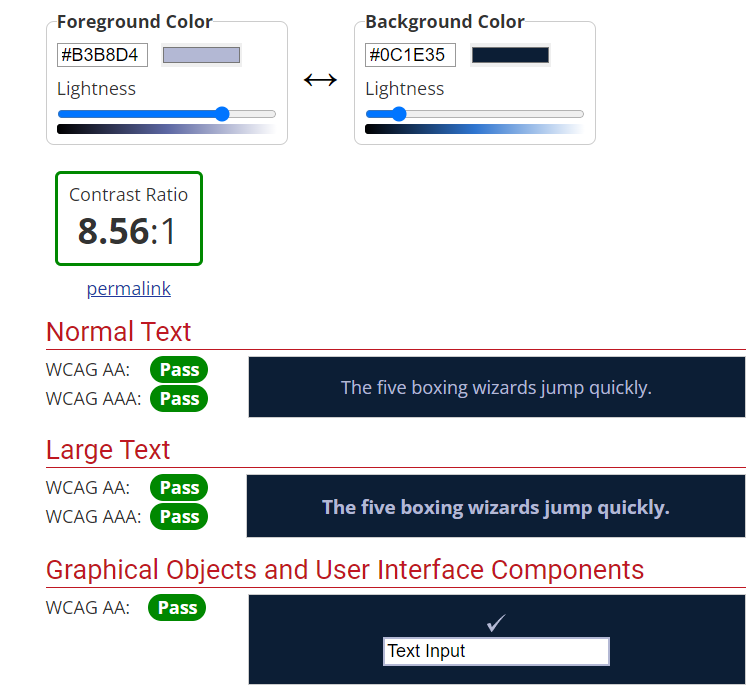 Foreground Color
#B3B8D4
Lightness
Background Color
#0C1E35
Lightness
Contrast Ratio
8.56:1
permalink
Normal Text
WCAG AA: Pass
WCAG AAA: Pass
The five boxing wizards jump quickly.
Large Text
WCAG AA: Pass
WCAG AAA: Pass
The five boxing wizards jump quickly.
Graphical Objects and User Interface Components
WCAG AA: Pass
Text Input